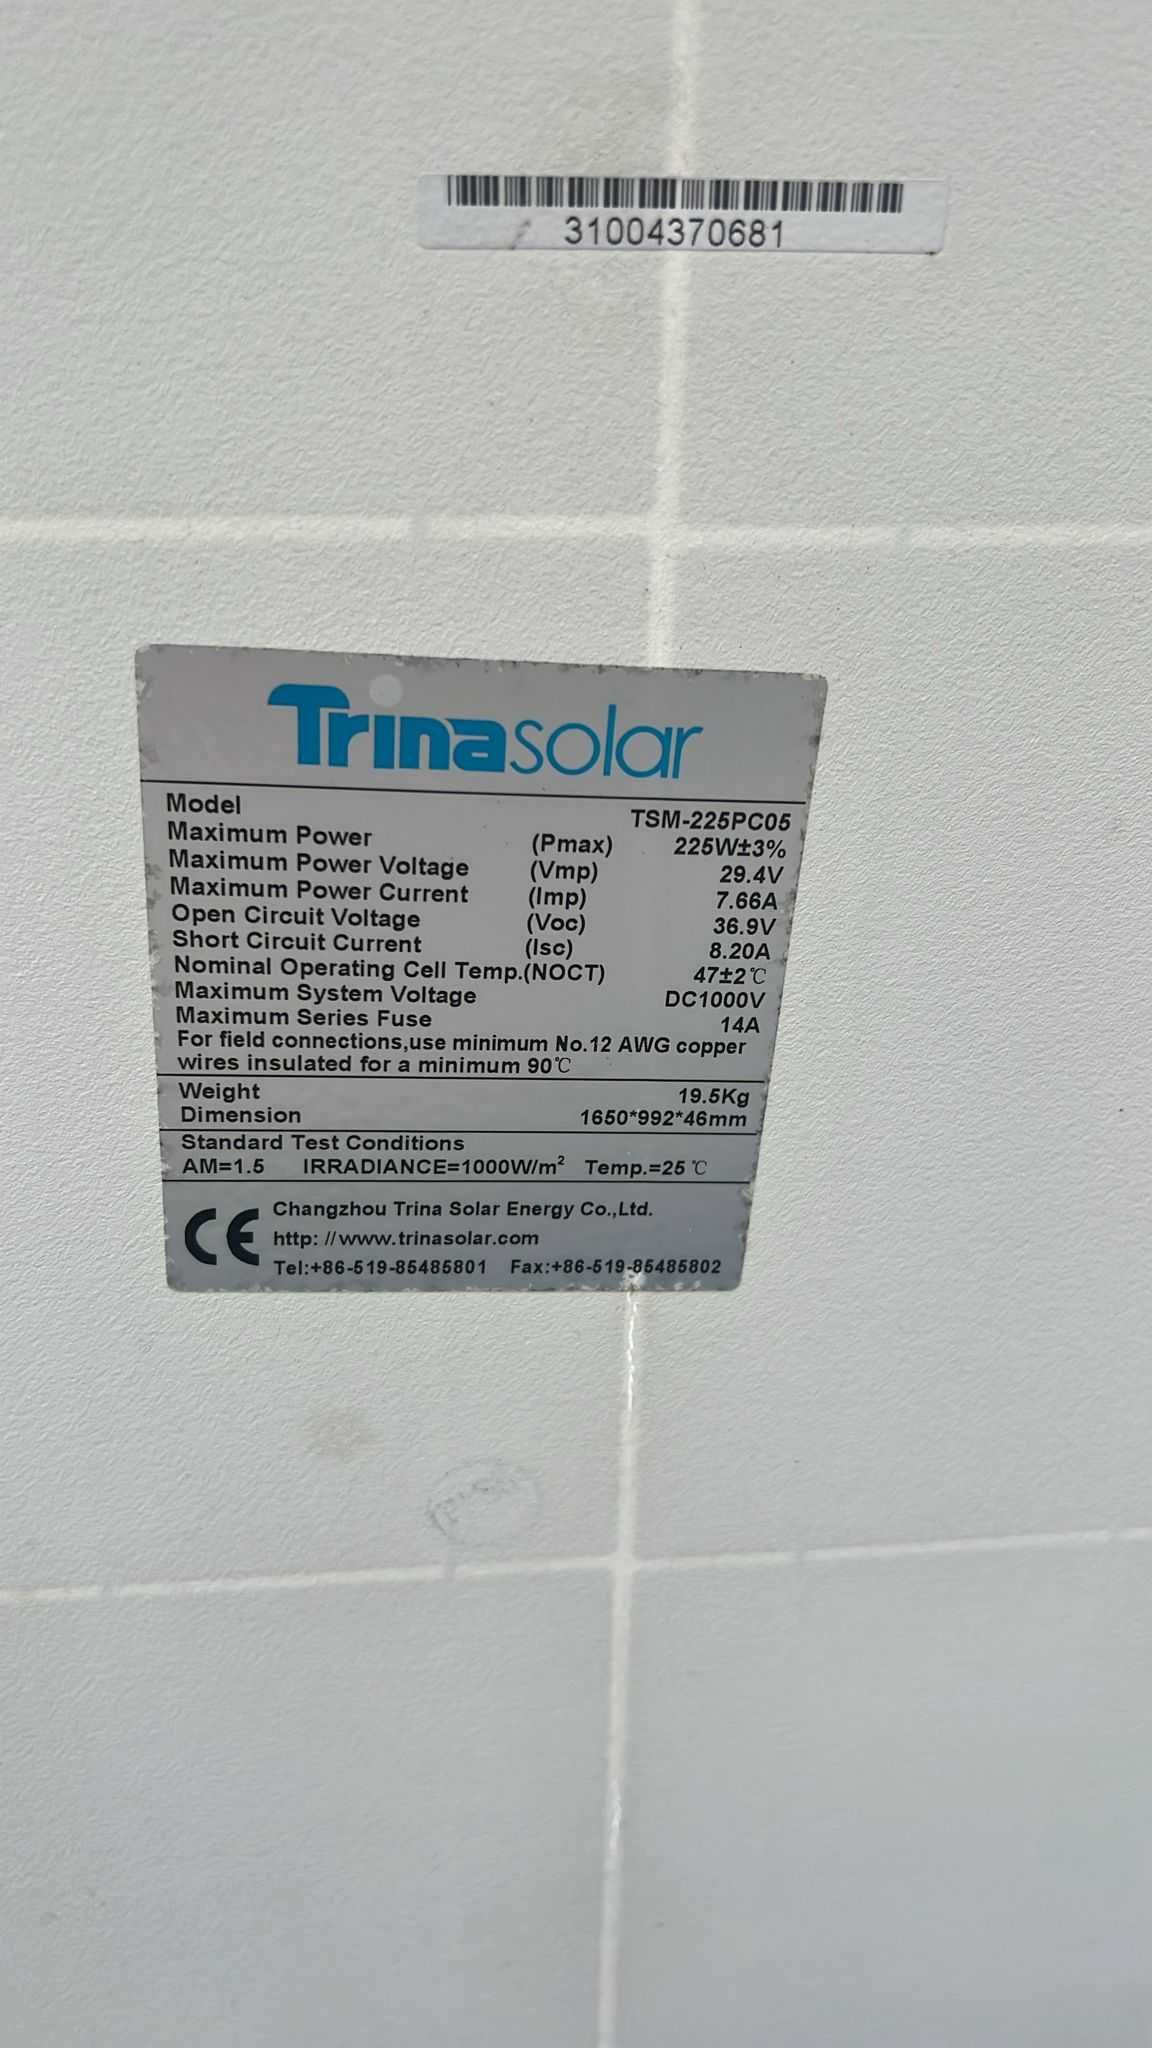 31004370681
Trinasolar
Model TSM-225PC05
Maximum Power (Pmax) 225W±3%
Maximum Power Voltage (Vmp) 29.4V
Maximum Power Current (Imp) 7.66A
Open Circuit Voltage (Voc) 36.9V
Short Circuit Current (Isc) 8.20A
Nominal Operating Cell Temp.(NOCT) 47±2℃
Maximum System Voltage DC1000V
Maximum Series Fuse 14A
For field connections,use minimum No.12 AWG copper
wires insulated for a minimum 90℃
Weight 19.5Kg
Dimension 1650*992*46mm
Standard Test Conditions
AM=1.5 IRRADIANCE=1000W/m² Temp.=25℃
CE Changzhou Trina Solar Energy Co.,Ltd.
http: //www.trinasolar.com
Tel:+86-519-85485801 Fax:+86-519-85485802